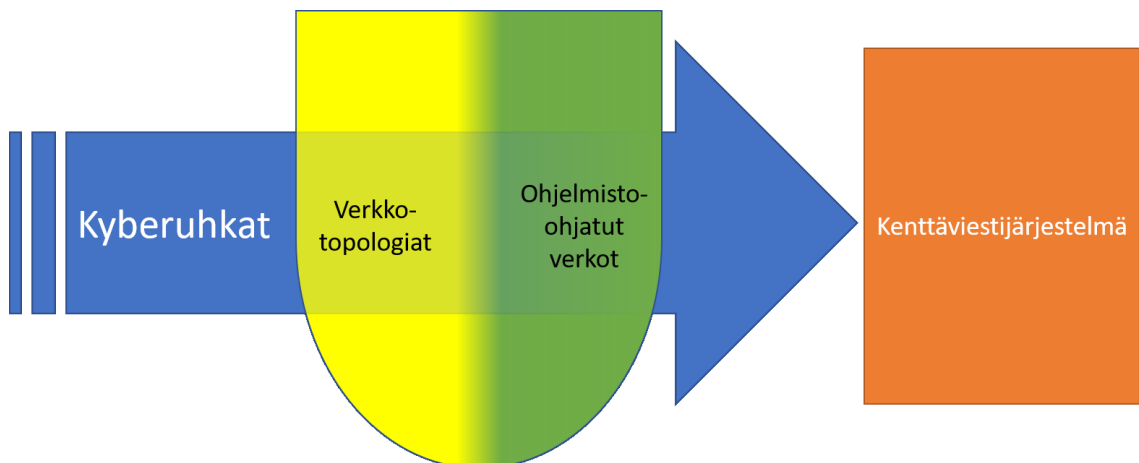 Kyberuhkat
Verkko-
topologiat
Ohjelmisto-
ohjatut
verkot
Kenttäviestijärjestelmä